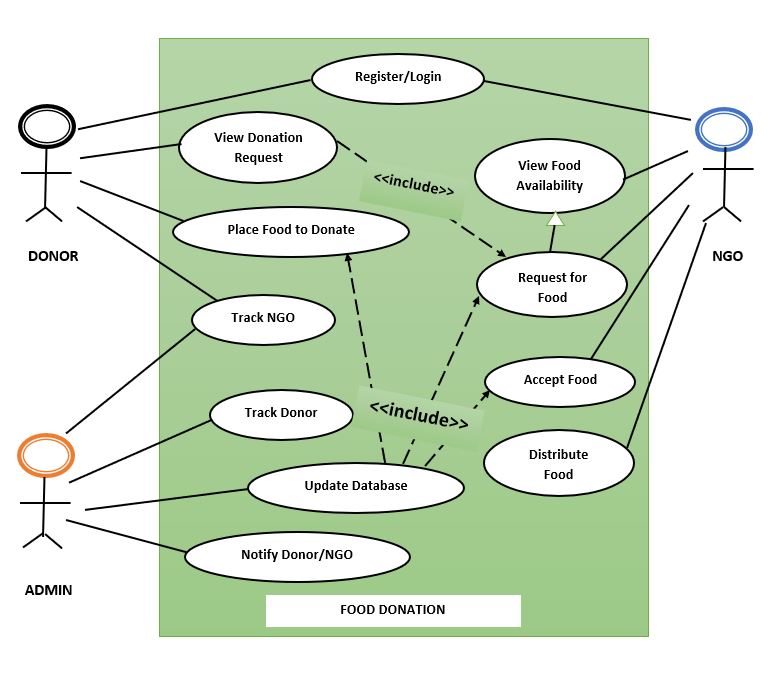 Register/Login
View Donation
Request
<<include>>
View Food
Availability
Place Food to Donate
DONOR
NGO
Request for
Food
Track NGO
Accept Food
Track Donor
<<include>>
Distribute
Food
Update Database
Notify Donor/NGO
ADMIN
FOOD DONATION